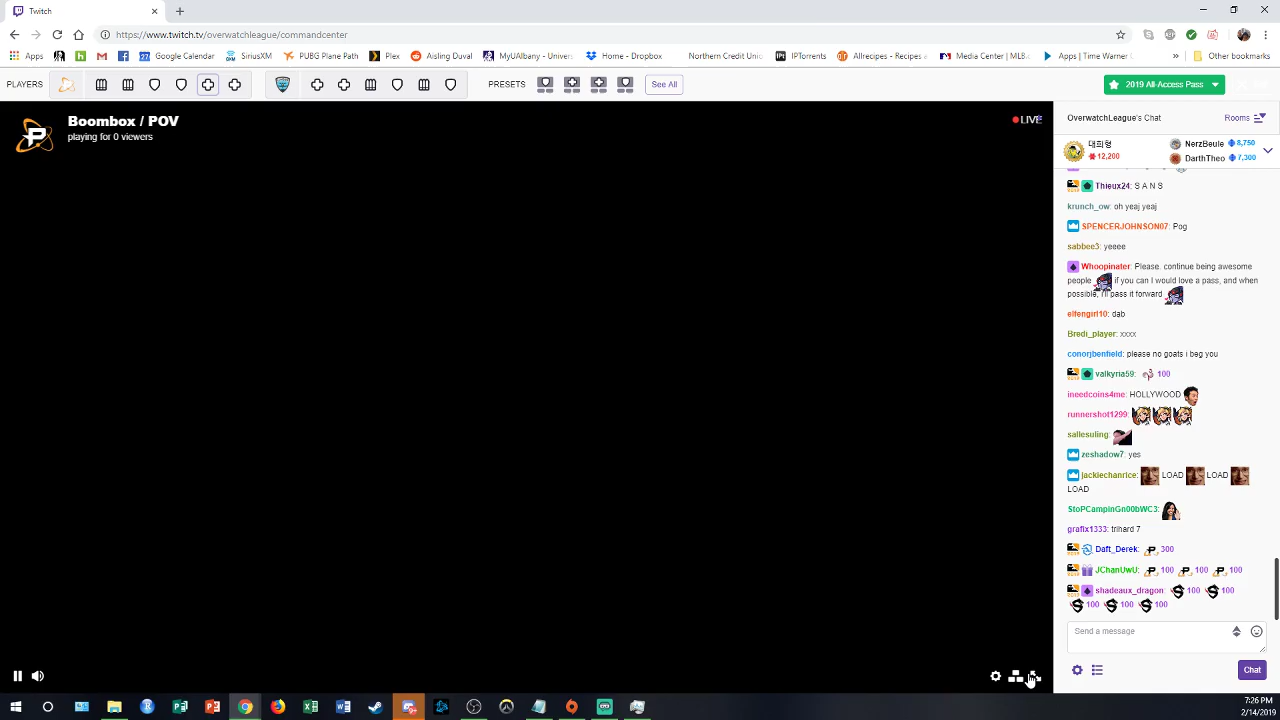 Twitch
https://www.twitch.tv/overwatchleague/commandcenter
Apps
Google Calendar
SiriusXM
PUBG Plane Path
Plex
Aisling Duval
MyUAlbany - Univers
Home - Dropbox
Northern Credit Unio
IPTorrents
Allrecipes - Recipes a
Media Center | MLB.c
Apps | Time Warner C
»
Other bookmarks
PLAYERS
PRESETS
See All
2019 All-Access Pass
Boombox / POV
playing for 0 viewers
LIVE
OverwatchLeague's Chat
Rooms
대희형
12,200
NerzBeule 8,750
DarthTheo 7,300
Thieux24: S A N S
krunch_ow: oh yeaj yeaj
SPENCERJOHNSON07: Pog
sabbee3: yeeee
Whoopinater: Please, continue being awesome
people if you can I would love a pass, and when
possible, I'll pass it forward
elfengirl10: dab
Bredi_player: xxxx
conorjbenfield: please no goats i beg you
valkyria59: 100
ineedcoins4me: HOLLYWOOD
runnershot1299:
sallesuling:
zeshadow7: yes
jackiechanrice: LOAD LOAD
LOAD
StoPCampinGn00bWC3:
grafix1333: trihard 7
Daft_Derek: 300
JChanUwU: 100 100 100
shadeaux_dragon: 100 100
100 100 100
Send a message
Chat
7:26 PM
2/14/2019